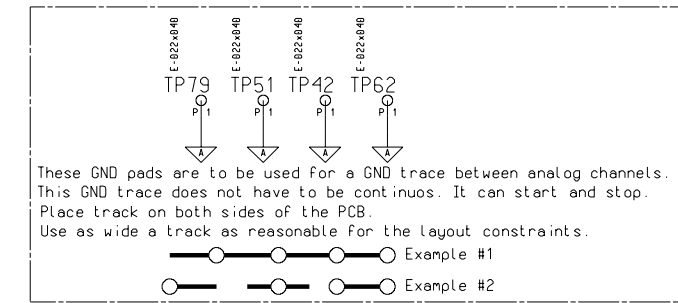 E-022x040 E-022x040 E-022x040 E-022x040
TP79 TP51 TP42 TP62
P 1 P 1 P 1 P 1
A A A A
These GND pads are to be used for a GND trace between analog channels.
This GND trace does not have to be continuos. It can start and stop.
Place track on both sides of the PCB.
Use as wide a track as reasonable for the layout constraints.
Example #1
Example #2